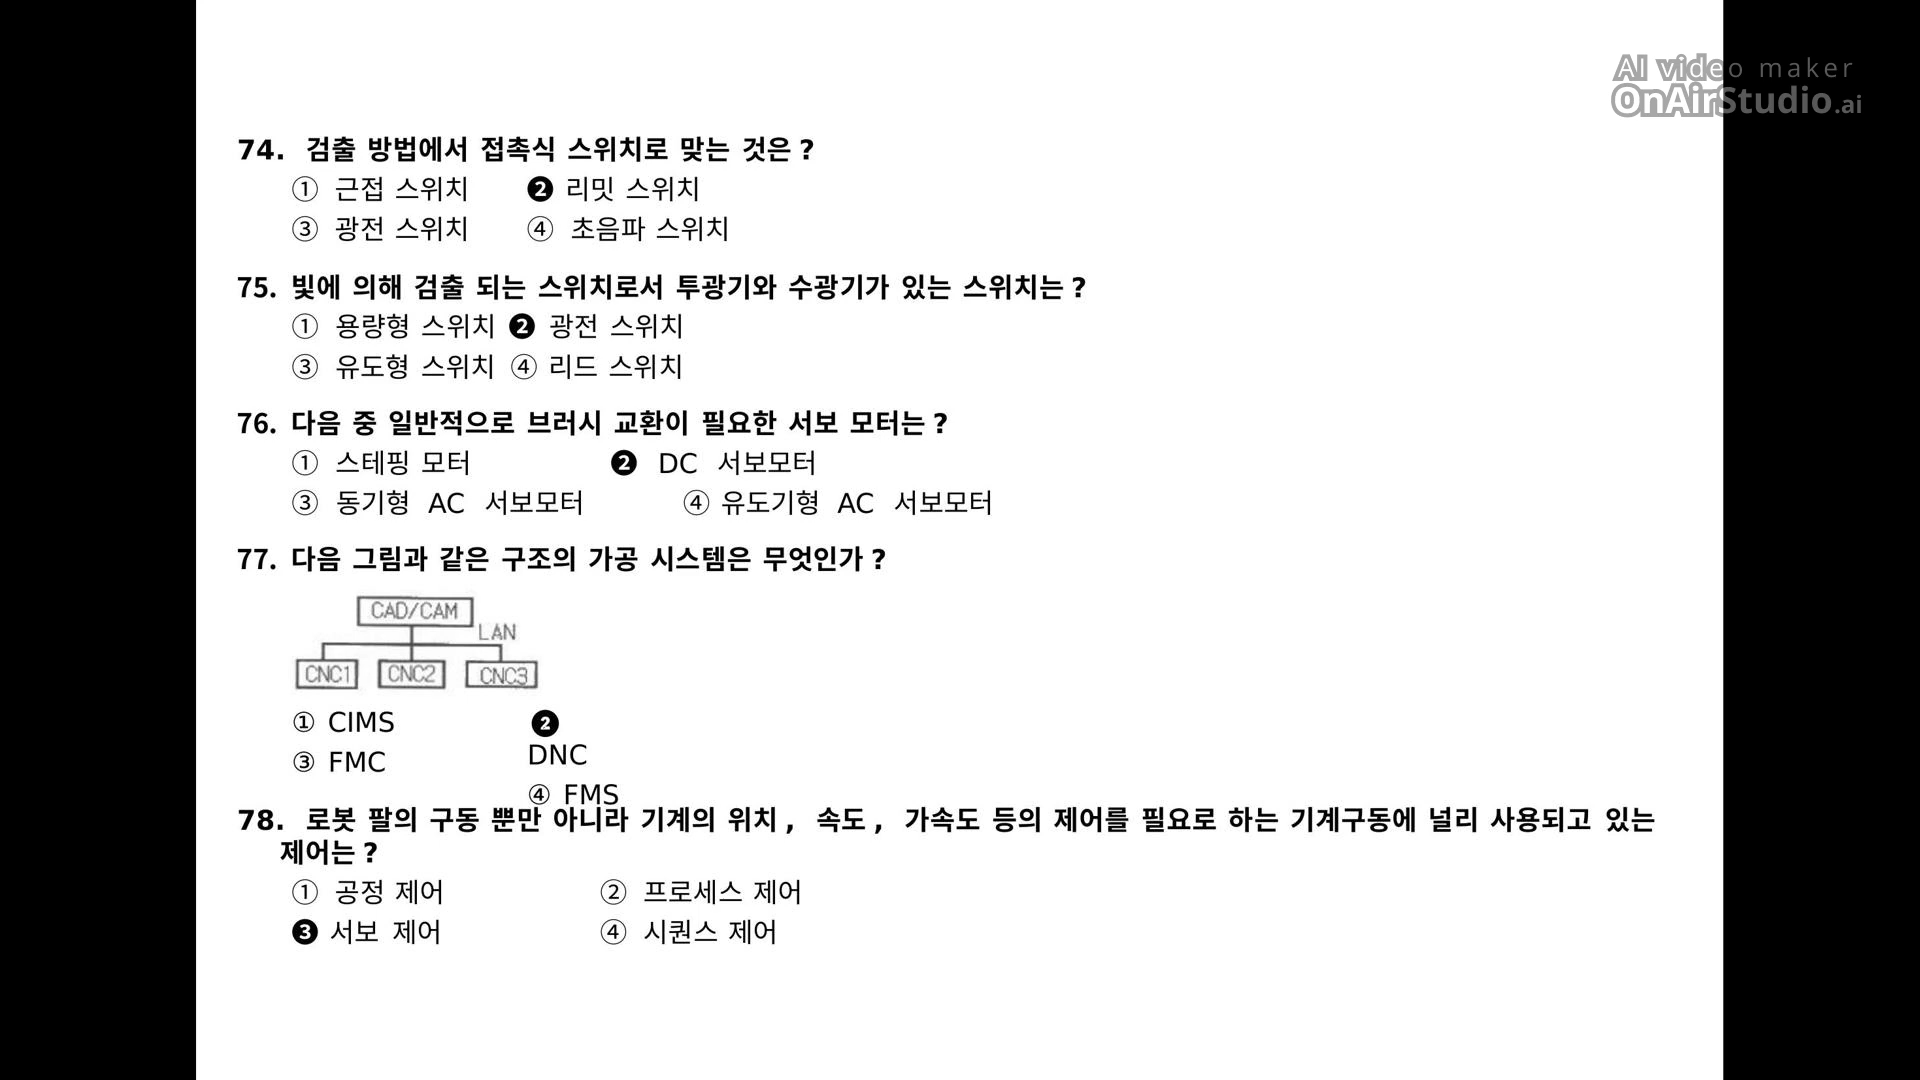 AI video maker
OnAirStudio.ai
74. 검출 방법에서 접촉식 스위치로 맞는 것은 ?
① 근접 스위치 ❷ 리밋 스위치
③ 광전 스위치 ④ 초음파 스위치
75. 빛에 의해 검출 되는 스위치로서 투광기와 수광기가 있는 스위치는 ?
① 용량형 스위치 ❷ 광전 스위치
③ 유도형 스위치 ④ 리드 스위치
76. 다음 중 일반적으로 브러시 교환이 필요한 서보 모터는 ?
① 스테핑 모터 ❷ DC 서보모터
③ 동기형 AC 서보모터 ④ 유도기형 AC 서보모터
77. 다음 그림과 같은 구조의 가공 시스템은 무엇인가 ?
CAD/CAM
LAN
CNC1 CNC2 CNC3
① CIMS ❷
DNC
③ FMC
④ FMS
78. 로봇 팔의 구동 뿐만 아니라 기계의 위치 , 속도 , 가속도 등의 제어를 필요로 하는 기계구동에 널리 사용되고 있는
제어는 ?
① 공정 제어 ② 프로세스 제어
❸ 서보 제어 ④ 시퀀스 제어